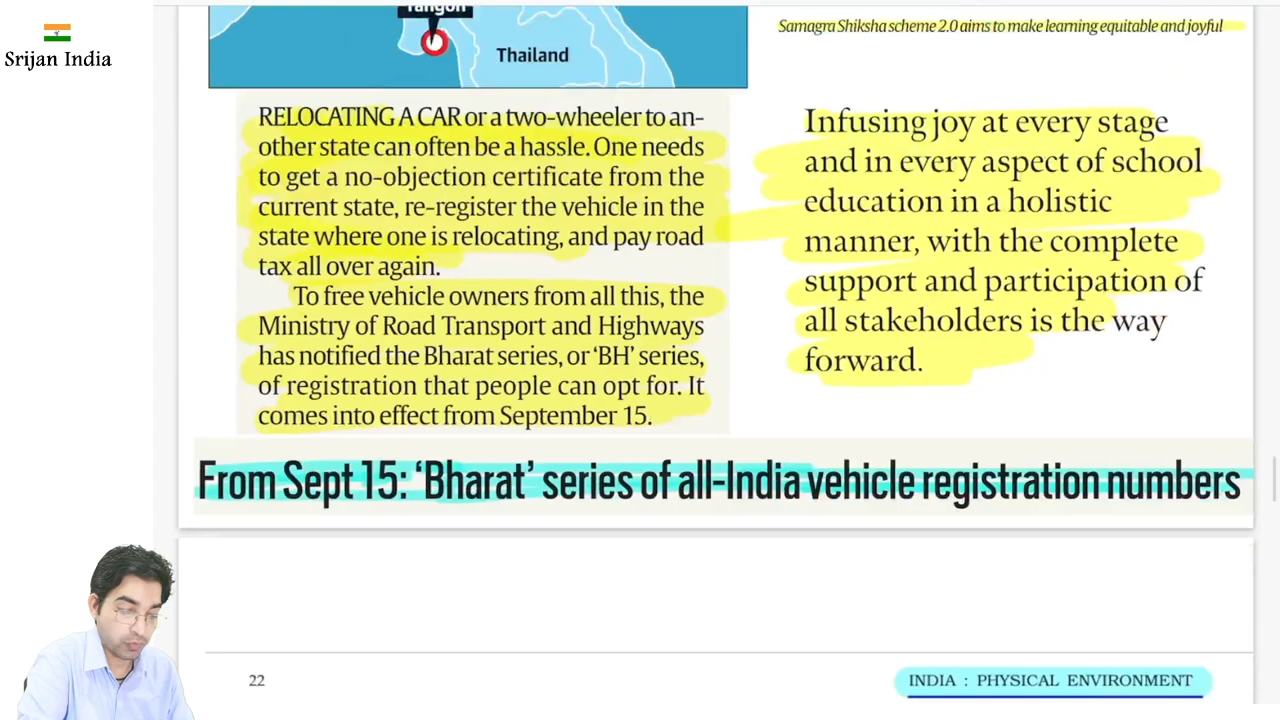 Srijan India
Yangon
Thailand
Samagra Shiksha scheme 2.0 aims to make learning equitable and joyful
RELOCATING A CAR or a two-wheeler to an-
other state can often be a hassle. One needs
to get a no-objection certificate from the
current state, re-register the vehicle in the
state where one is relocating, and pay road
tax all over again.
To free vehicle owners from all this, the
Ministry of Road Transport and Highways
has notified the Bharat series, or ‘BH’ series,
of registration that people can opt for. It
comes into effect from September 15.
Infusing joy at every stage
and in every aspect of school
education in a holistic
manner, with the complete
support and participation of
all stakeholders is the way
forward.
From Sept 15: ‘Bharat’ series of all-India vehicle registration numbers
22
INDIA : PHYSICAL ENVIRONMENT